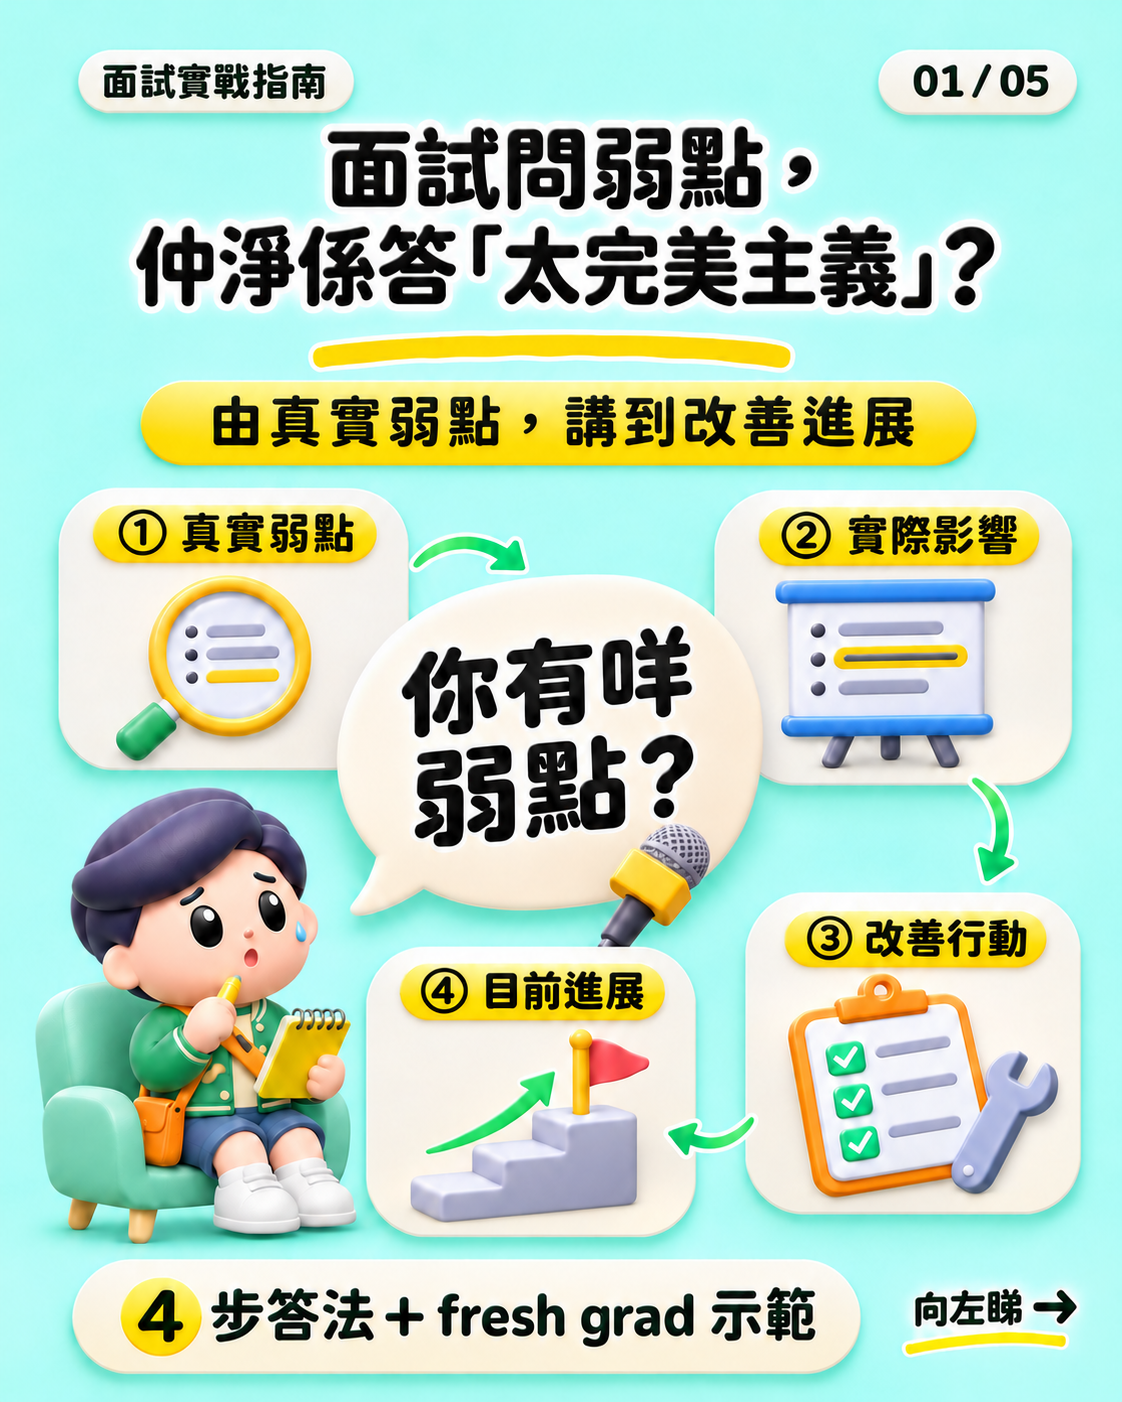 面試實戰指南
01/05
面試問弱點，
仲淨係答「太完美主義」？
由真實弱點，講到改善進展
① 真實弱點
② 實際影響
你有咩
弱點？
③ 改善行動
④ 目前進展
4 步答法＋fresh grad 示範
向左睇 →